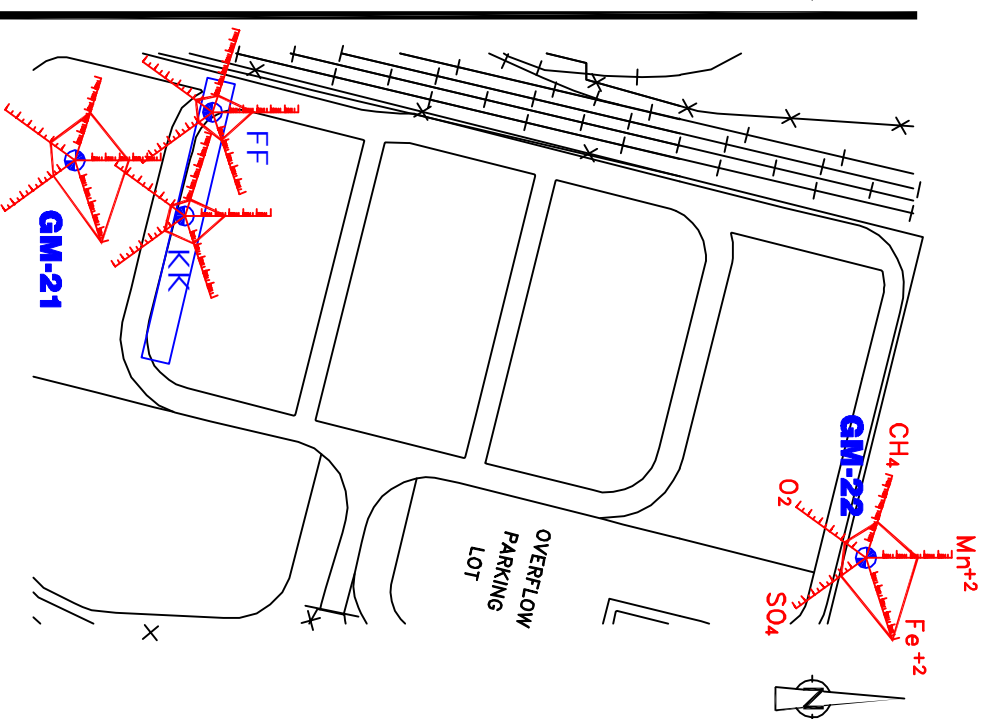 FF
KK
GM-21
GM-22
CH4
O2
Mn+2
SO4
Fe+2
OVERFLOW
PARKING
LOT
N